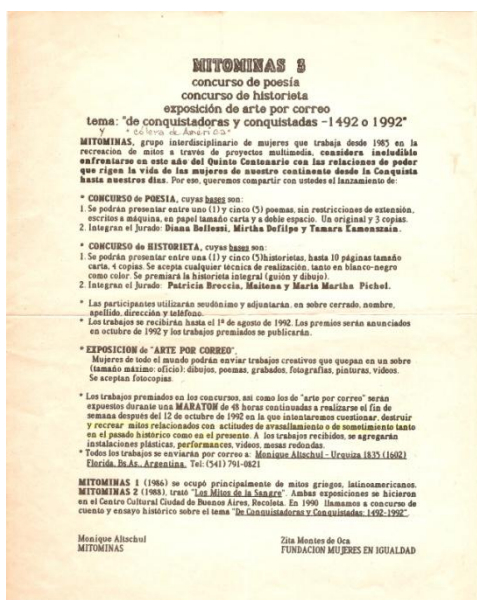 MITOMINAS 3
concurso de poesía
concurso de historieta
exposición de arte por correo
tema: "de conquistadoras y conquistadas -1492 o 1992"
y "cólera de América"
MITOMINAS, grupo interdisciplinario de mujeres que trabaja desde 1985 en la
recreación de mitos a través de proyectos multimedia, considera ineludible
enfrentarse en este año del Quinto Centenario con las relaciones de poder
que rigen la vida de las mujeres de nuestro continente desde la Conquista
hasta nuestros días. Por eso, queremos compartir con ustedes el lanzamiento de:
* CONCURSO de POESIA, cuyas bases son:
1. Se podrán presentar entre uno (1) y cinco (5) poemas, sin restricciones de extensión,
escritos a máquina, en papel tamaño carta y a doble espacio. Un original y 3 copias.
2. Integran el Jurado: Diana Bellessi, Mirtha Defilpo y Tamara Kamenszain.
* CONCURSO de HISTORIETA, cuyas bases son:
1. Se podrán presentar entre una (1) y cinco (5)historietas, hasta 10 páginas tamaño
carta, 4 copias. Se acepta cualquier técnica de realización, tanto en blanco-negro
como color. Se premiará la historieta integral (guión y dibujo).
2. Integran el Jurado: Patricia Breccia, Maitena y María Martha Pichel.
* Las participantes utilizarán seudónimo y adjuntarán, en sobre cerrado, nombre,
apellido, dirección y teléfono.
* Los trabajos se recibirán hasta el 1º de agosto de 1992. Los premios serán anunciados
en octubre de 1992 y los trabajos premiados se publicarán.
* EXPOSICION de "ARTE POR CORREO".
Mujeres de todo el mundo podrán enviar trabajos creativos que quepan en un sobre
(tamaño máximo: oficio): dibujos, poemas, grabados, fotografías, pinturas, videos.
Se aceptan fotocopias.
* Los trabajos premiados en los concursos, así como los de "arte por correo" serán
expuestos durante una MARATON de 48 horas continuadas a realizarse el fin de
semana después del 12 de octubre de 1992 en la que intentaremos cuestionar, destruir
y recrear mitos relacionados con actitudes de avasallamiento o de sometimiento tanto
en el pasado histórico como en el presente. A los trabajos recibidos, se agregarán
instalaciones plásticas, performances, videos, mesas redondas.
* Todos los trabajos se enviarán por correo a: Monique Altschul - Urquiza 1835 (1602)
Florida, Bs As., Argentina. Tel: (541) 791-0821
MITOMINAS 1 (1986) se ocupó principalmente de mitos griegos, latinoamericanos.
MITOMINAS 2 (1988), trató "Los Mitos de la Sangre". Ambas exposiciones se hicieron
en el Centro Cultural Ciudad de Buenos Aires, Recoleta. En 1990 llamamos a concurso de
cuento y ensayo histórico sobre el tema "De Conquistadoras y Conquistadas: 1492-1992".
Monique Altschul
MITOMINAS
Zita Montes de Oca
FUNDACION MUJERES EN IGUALDAD